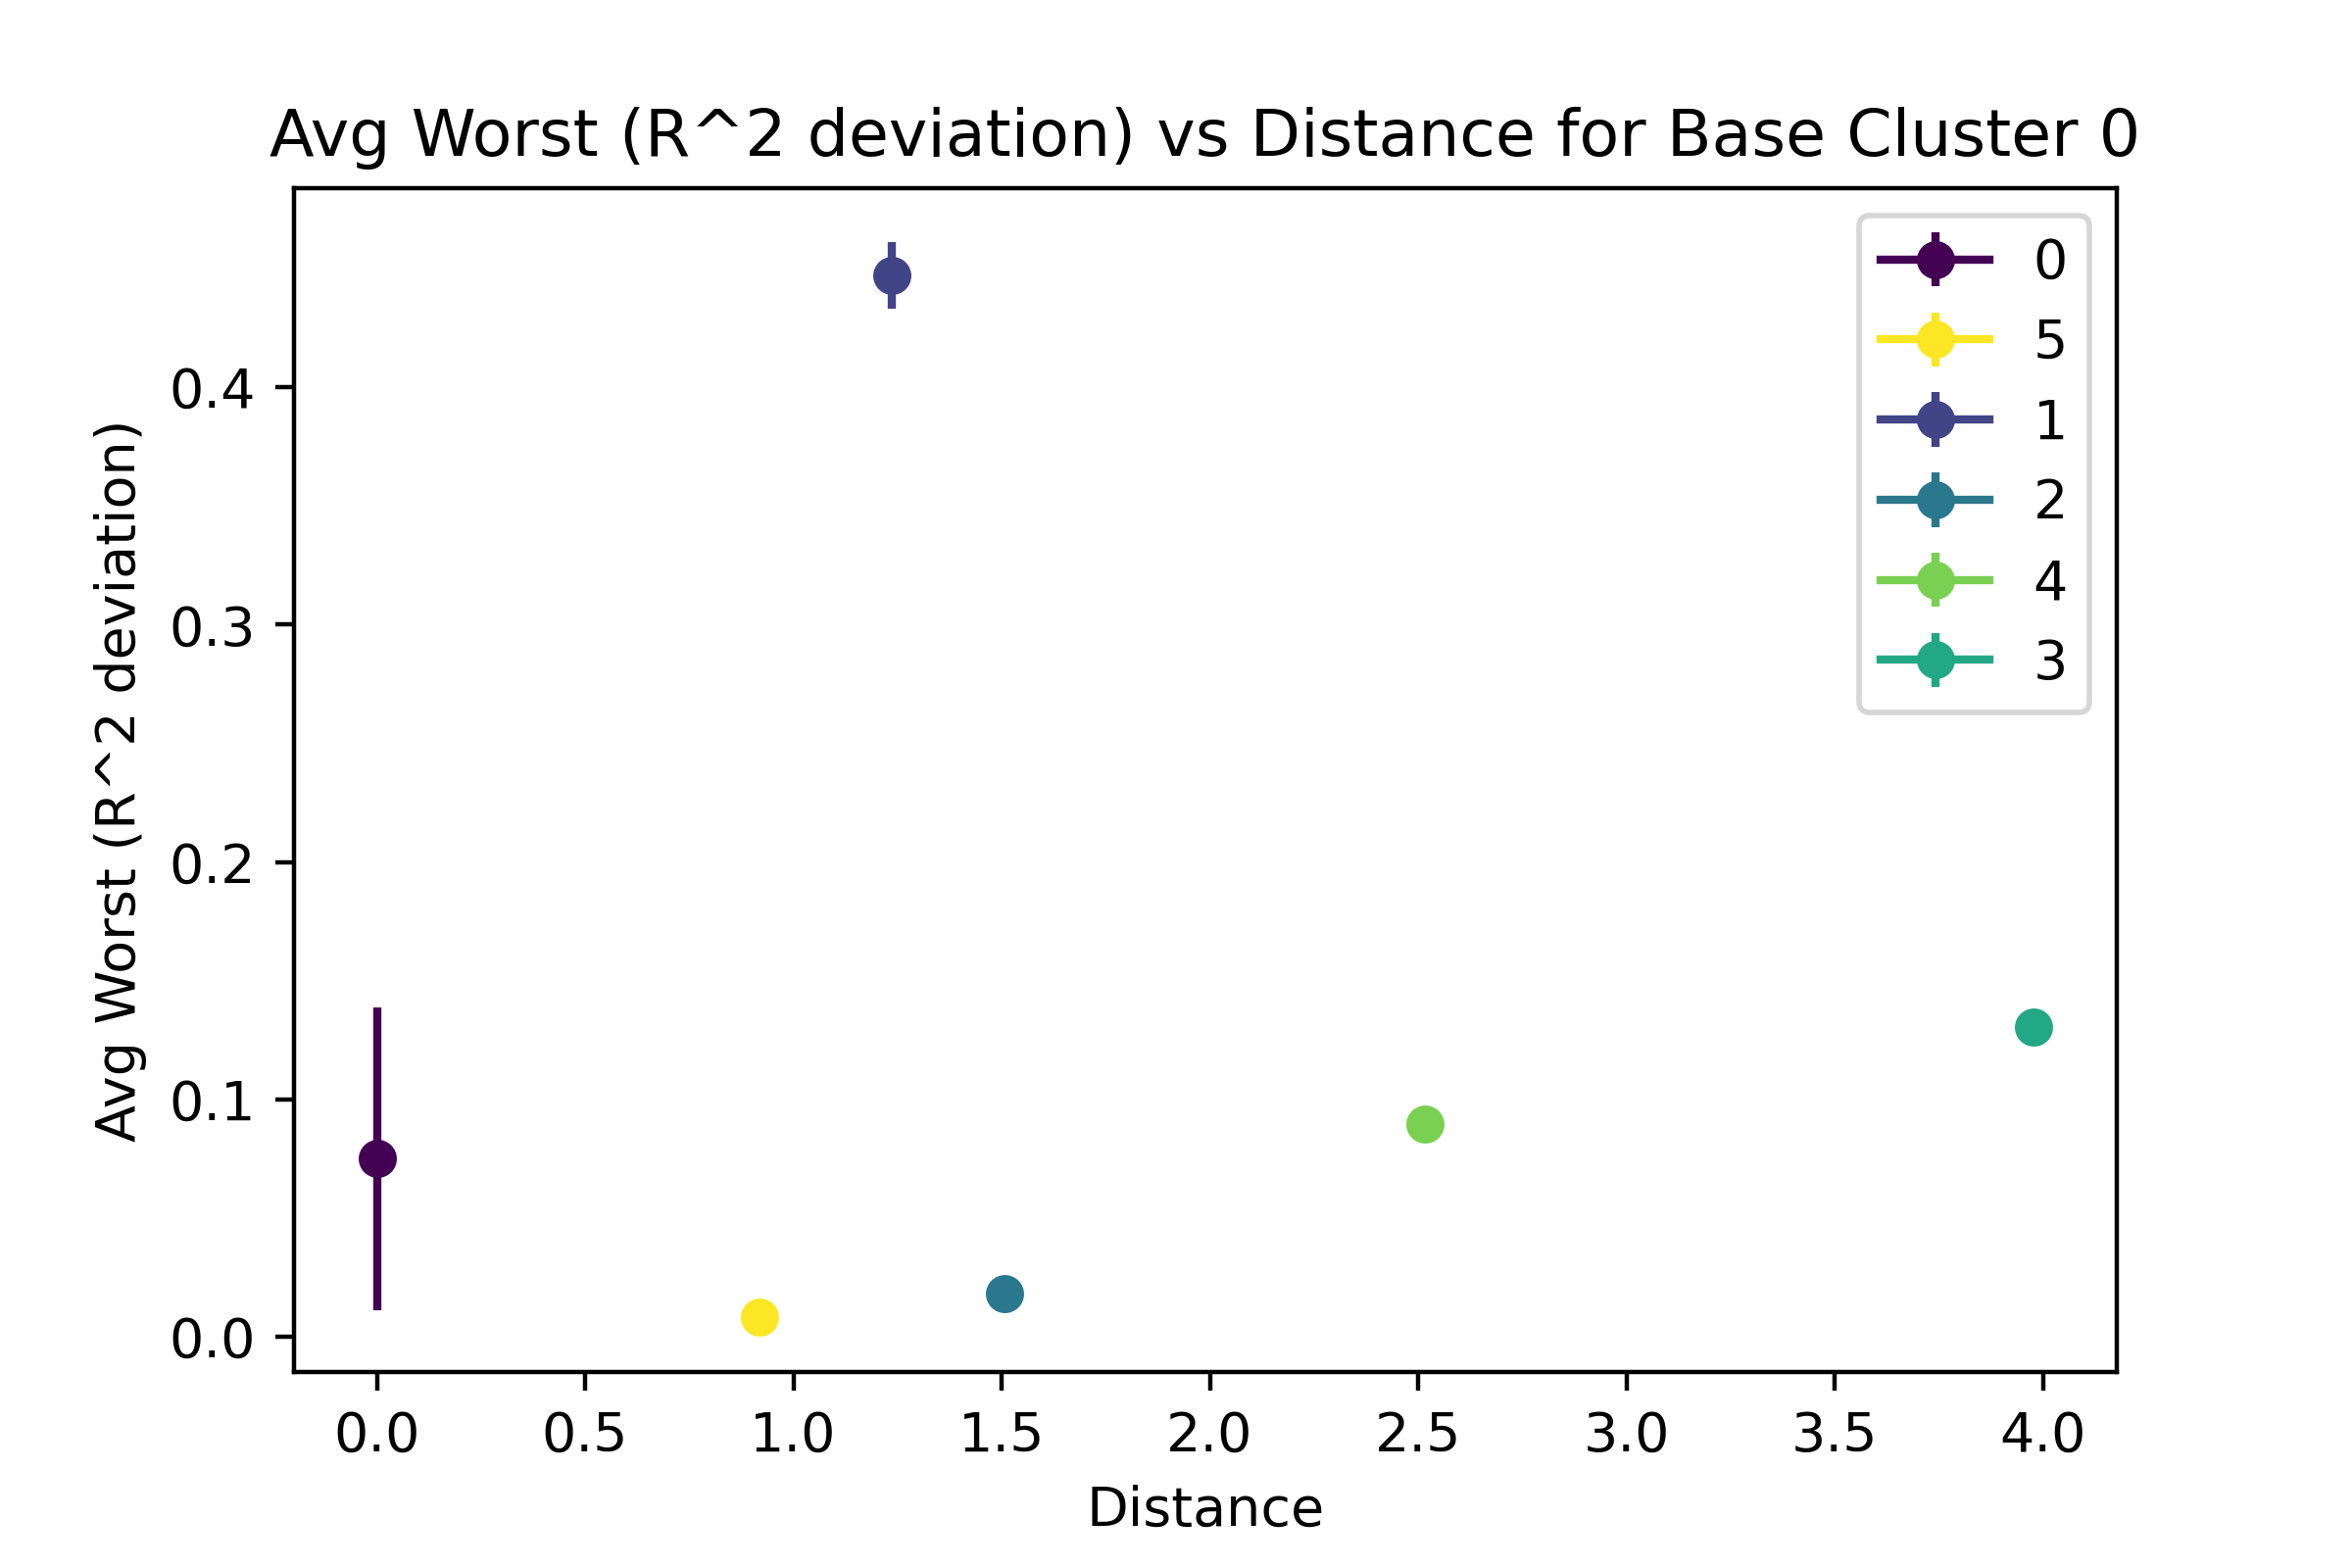 Avg Worst (R^2 deviation) vs Distance for Base Cluster 0
0
5
1
2
4
3
Avg Worst (R^2 deviation)
0.4
0.3
0.2
0.1
0.0
0.0 0.5 1.0 1.5 2.0 2.5 3.0 3.5 4.0
Distance